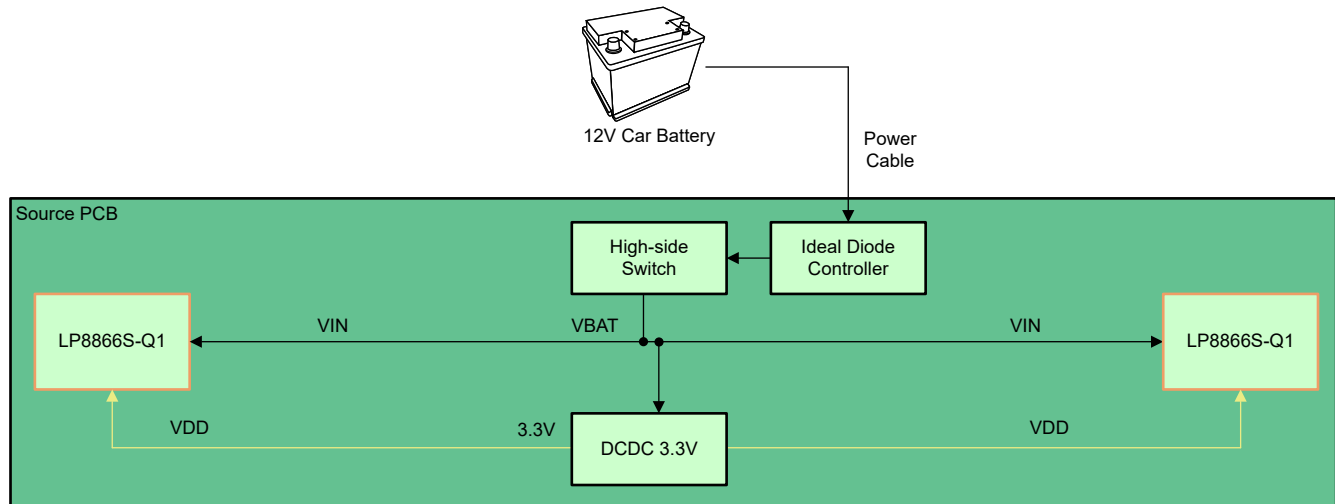 12V Car Battery
Power
Cable
Source PCB
High-side
Switch
Ideal Diode
Controller
LP8866S-Q1
VIN
VBAT
VIN
LP8866S-Q1
VDD
3.3V
DCDC 3.3V
VDD